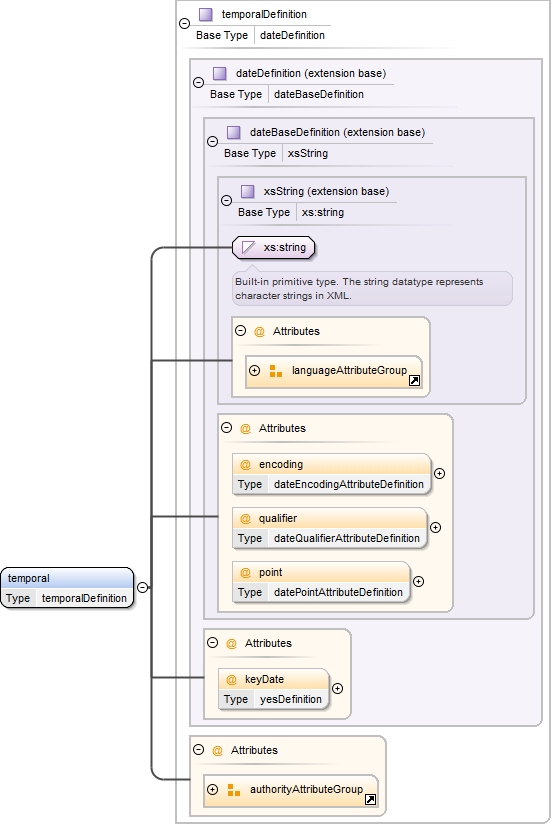 temporalDefinition
Base Type dateDefinition
dateDefinition (extension base)
Base Type dateBaseDefinition
dateBaseDefinition (extension base)
Base Type xsString
xsString (extension base)
Base Type xs:string
xs:string
Built-in primitive type. The string datatype represents
character strings in XML.
@ Attributes
languageAttributeGroup
@ Attributes
@ encoding
Type dateEncodingAttributeDefinition
@ qualifier
Type dateQualifierAttributeDefinition
@ point
Type datePointAttributeDefinition
temporal
Type temporalDefinition
@ Attributes
@ keyDate
Type yesDefinition
@ Attributes
authorityAttributeGroup